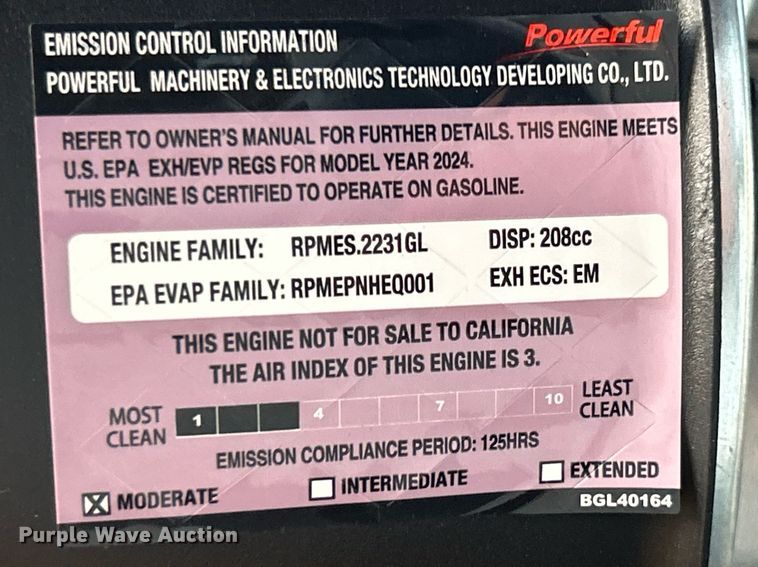 EMISSION CONTROL INFORMATION
Powerful
POWERFUL MACHINERY & ELECTRONICS TECHNOLOGY DEVELOPING CO., LTD.
REFER TO OWNER'S MANUAL FOR FURTHER DETAILS. THIS ENGINE MEETS
U.S. EPA EXH/EVP REGS FOR MODEL YEAR 2024.
THIS ENGINE IS CERTIFIED TO OPERATE ON GASOLINE.
ENGINE FAMILY: RPMES.2231GL DISP: 208cc
EPA EVAP FAMILY: RPMEPNHEQ001 EXH ECS: EM
THIS ENGINE NOT FOR SALE TO CALIFORNIA
THE AIR INDEX OF THIS ENGINE IS 3.
MOST CLEAN 1 4 7 10 LEAST CLEAN
EMISSION COMPLIANCE PERIOD: 125HRS
MODERATE INTERMEDIATE EXTENDED
BGL40164
Purple Wave Auction